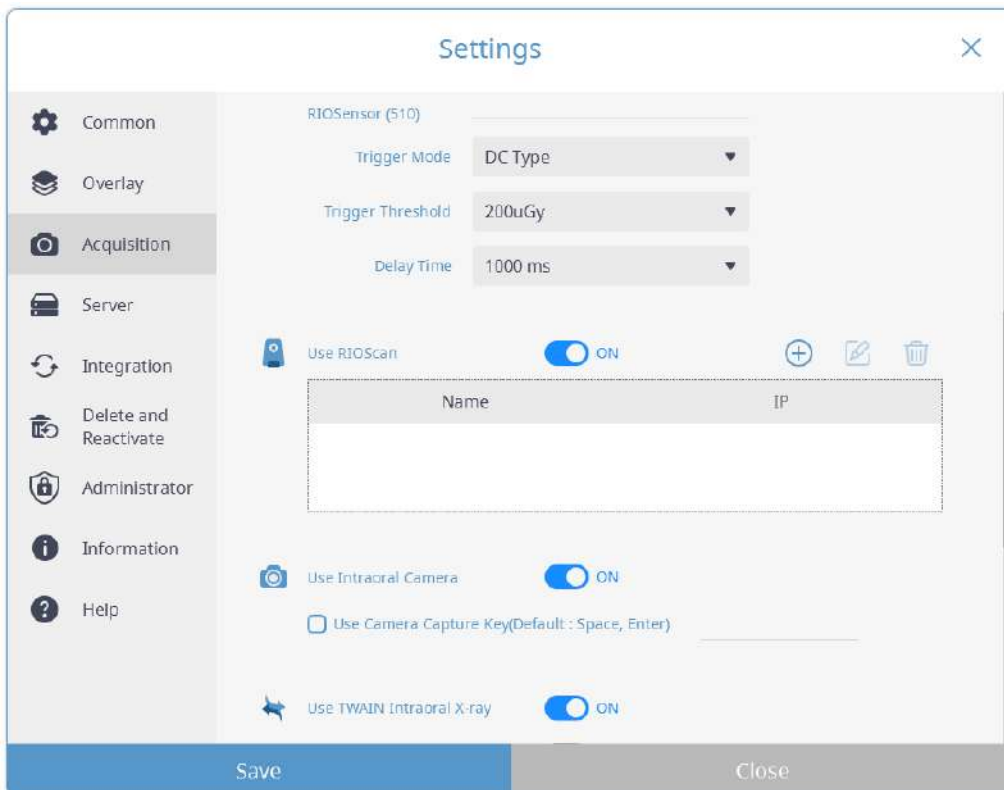 Settings
Common
Overlay
Acquisition
Server
Integration
Delete and
Reactivate
Administrator
Information
Help
RIOSensor (510)
Trigger Mode DC Type
Trigger Threshold 200uGy
Delay Time 1000 ms
Use RIOScan ON
Name IP
Use Intraoral Camera ON
Use Camera Capture Key(Default : Space, Enter)
Use TWAIN Intraoral X-ray ON
Save Close